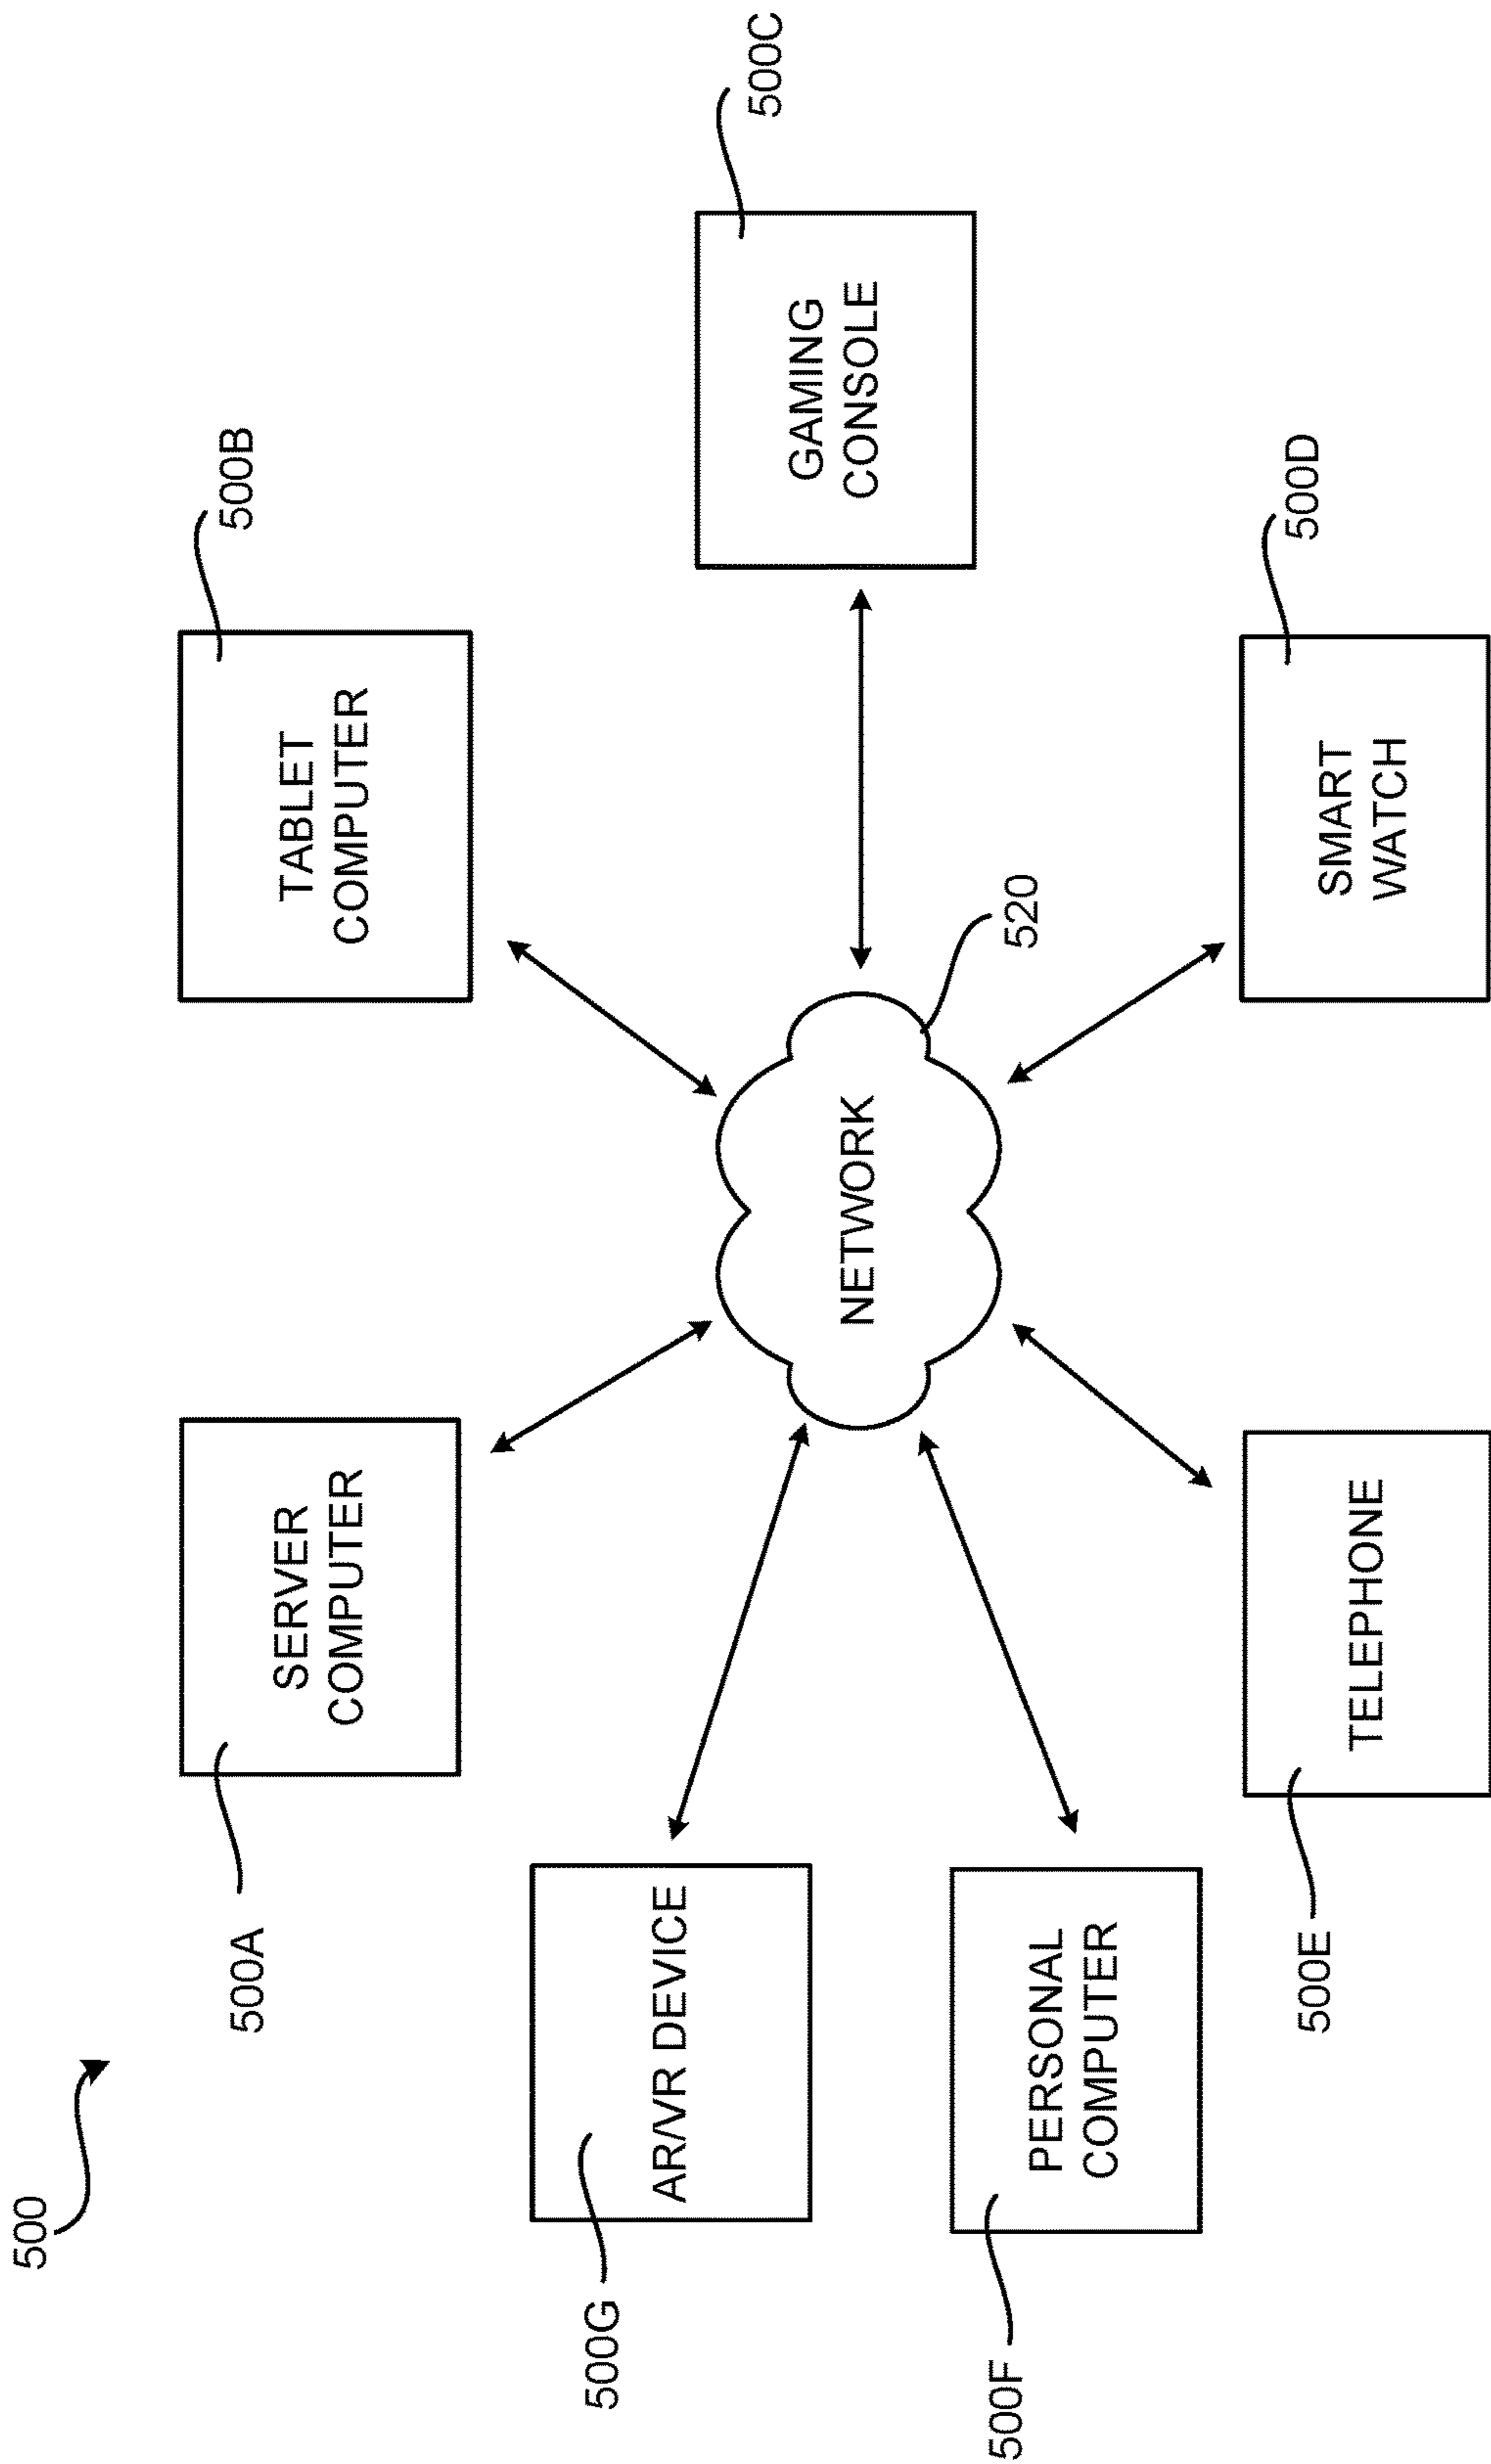 500
500A
SERVER
COMPUTER
TABLET
COMPUTER
500B
500G
AR/VR DEVICE
NETWORK
520
GAMING
CONSOLE
500C
500F
PERSONAL
COMPUTER
500E
TELEPHONE
SMART
WATCH
500D